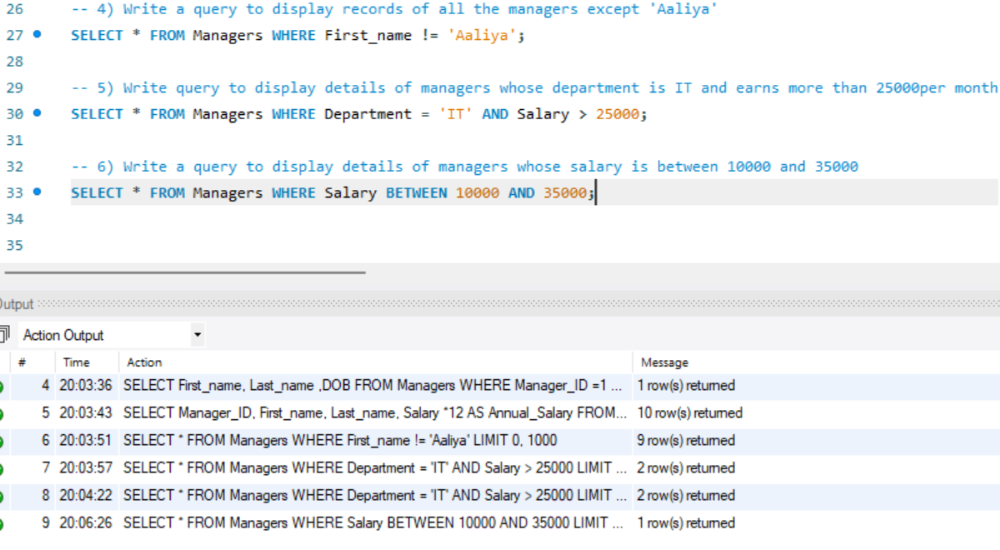 26 -- 4) Write a query to display records of all the managers except 'Aaliya'
27 SELECT * FROM Managers WHERE First_name != 'Aaliya';
28
29 -- 5) Write query to display details of managers whose department is IT and earns more than 25000per month
30 SELECT * FROM Managers WHERE Department = 'IT' AND Salary > 25000;
31
32 -- 6) Write a query to display details of managers whose salary is between 10000 and 35000
33 SELECT * FROM Managers WHERE Salary BETWEEN 10000 AND 35000;
34
35
Output
Action Output
# Time Action Message
4 20:03:36 SELECT First_name, Last_name ,DOB FROM Managers WHERE Manager_ID =1 ... 1 row(s) returned
5 20:03:43 SELECT Manager_ID, First_name, Last_name, Salary *12 AS Annual_Salary FROM... 10 row(s) returned
6 20:03:51 SELECT * FROM Managers WHERE First_name != 'Aaliya' LIMIT 0, 1000 9 row(s) returned
7 20:03:57 SELECT * FROM Managers WHERE Department = 'IT' AND Salary > 25000 LIMIT ... 2 row(s) returned
8 20:04:22 SELECT * FROM Managers WHERE Department = 'IT' AND Salary > 25000 LIMIT ... 2 row(s) returned
9 20:06:26 SELECT * FROM Managers WHERE Salary BETWEEN 10000 AND 35000 LIMIT ... 1 row(s) returned